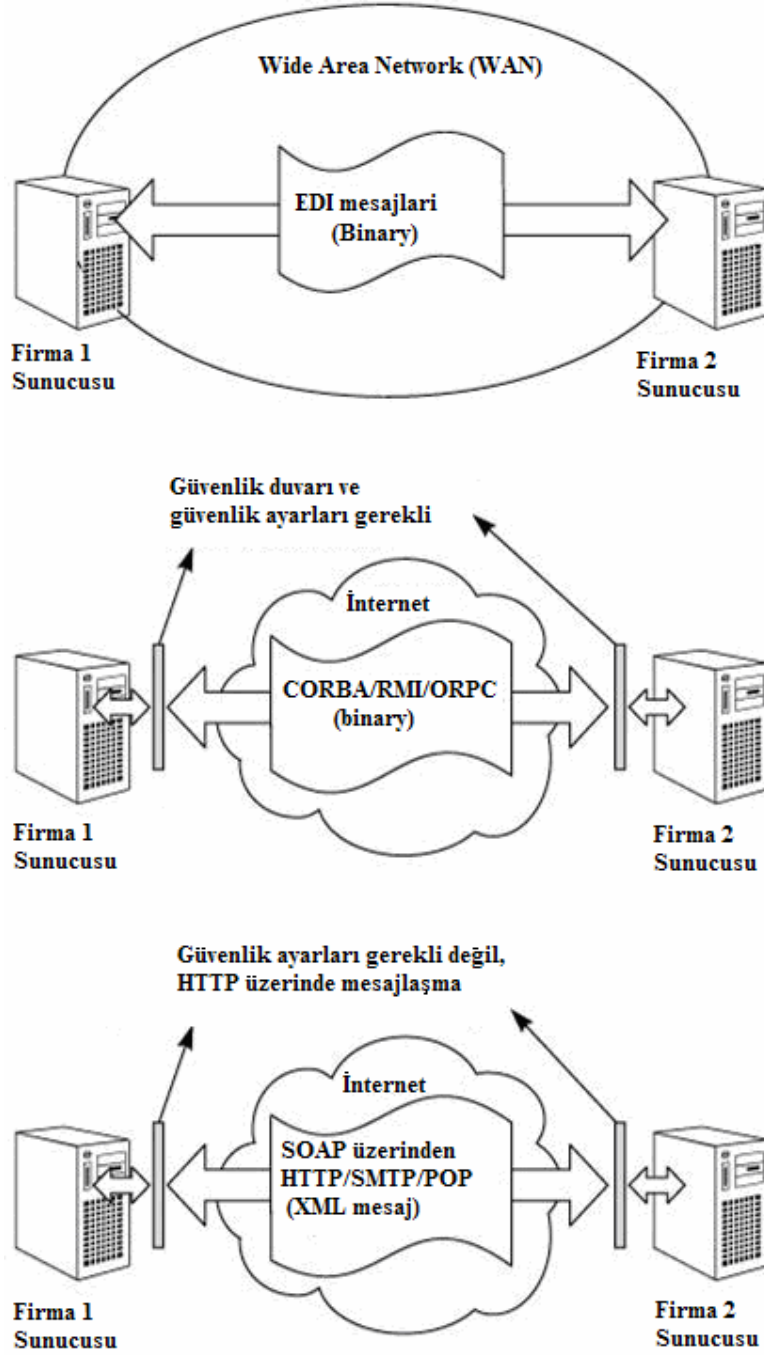 Wide Area Network (WAN)
EDI mesajlari
(Binary)
Firma 1
Sunucusu
Firma 2
Sunucusu
Güvenlik duvarı ve
güvenlik ayarları gerekli
İnternet
CORBA/RMI/ORPC
(binary)
Firma 1
Sunucusu
Firma 2
Sunucusu
Güvenlik ayarları gerekli değil,
HTTP üzerinde mesajlaşma
İnternet
SOAP üzerinden
HTTP/SMTP/POP
(XML mesaj)
Firma 1
Sunucusu
Firma 2
Sunucusu